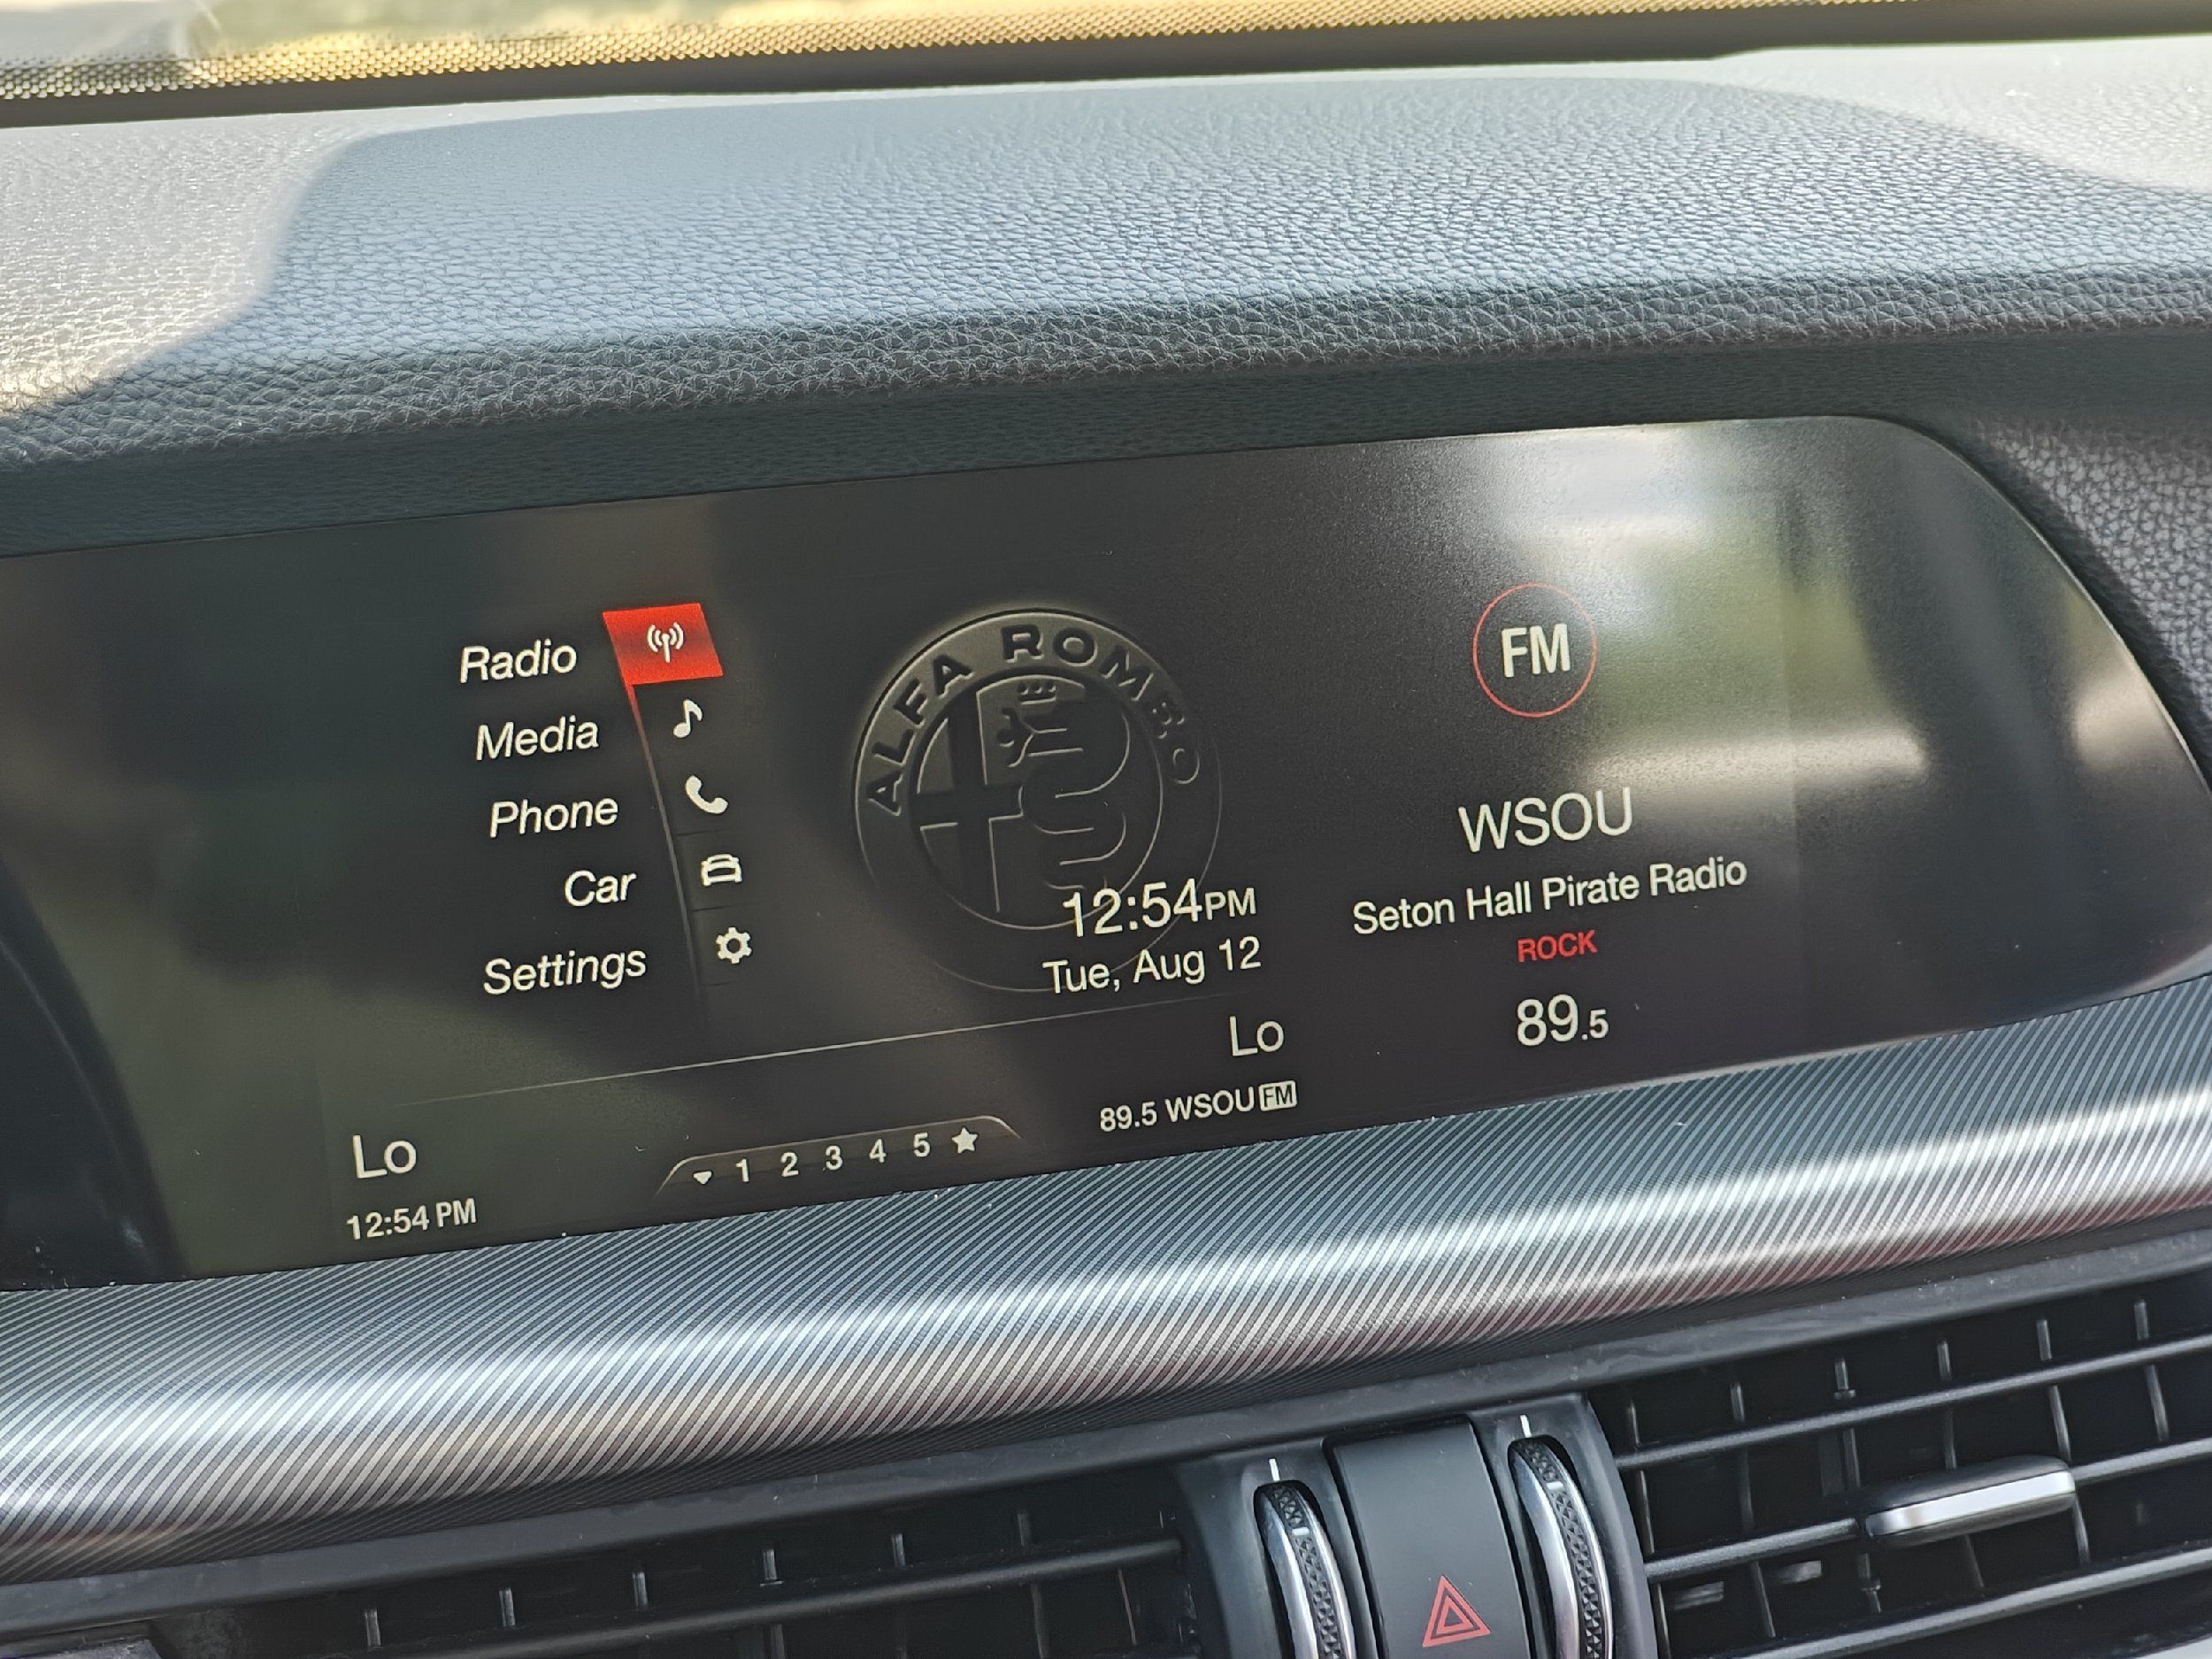 Radio
Media
Phone
Car
Settings
ALFA ROMEO
12:54PM
Tue, Aug 12
FM
WSOU
Seton Hall Pirate Radio
ROCK
89.5
Lo
12:54 PM
1 2 3 4 5
Lo
89.5 WSOU FM